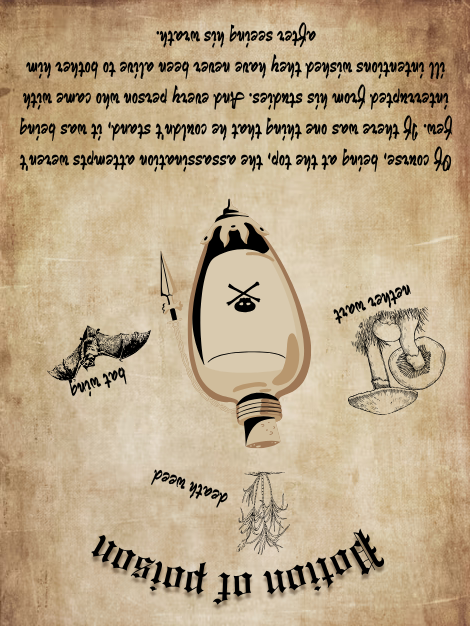 Potion of poison
death weed
bat wing
nether wart
Of course, being at the top, the assassination attempts weren't
few. If there was one thing that he couldn't stand, it was being
interrupted from his studies. And every person who came with
ill intentions wished they have never been alive to bother him
after seeing his wrath.